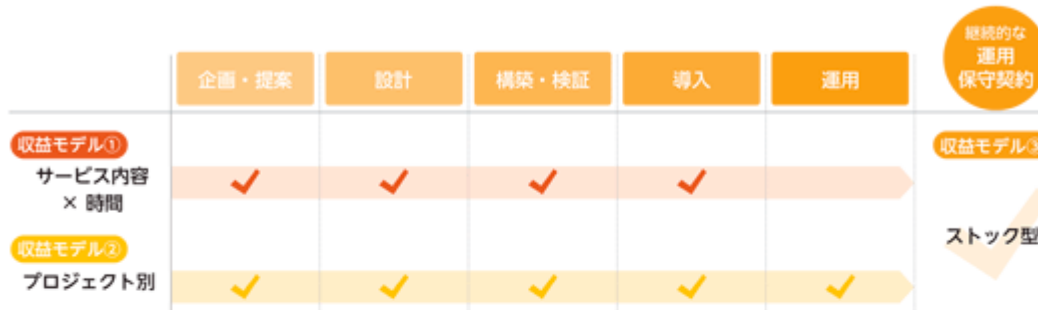 継続的な
運用
保守契約
企画・提案
設計
構築・検証
導入
運用
収益モデル①
サービス内容
× 時間
収益モデル②
プロジェクト別
収益モデル③
ストック型